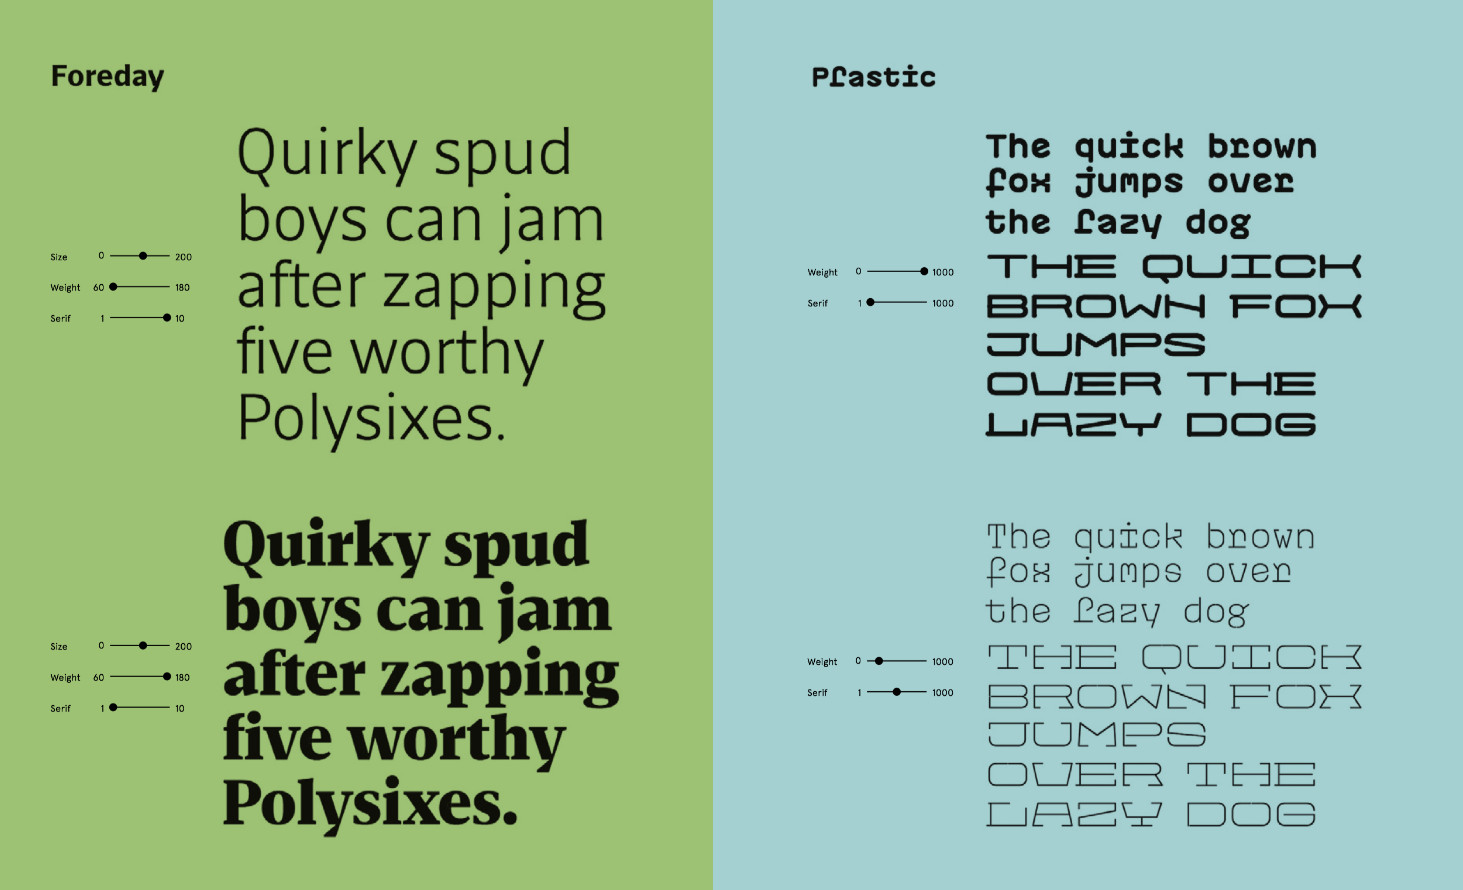 Foreday
Quirky spud
boys can jam
after zapping
five worthy
Polysixes.
Size 0 200
Weight 60 180
Serif 1 10
Quirky spud
boys can jam
after zapping
five worthy
Polysixes.
Size 0 200
Weight 60 180
Serif 1 10
Plastic
The quick brown
fox jumps over
the lazy dog
THE QUICK
BROWN FOX
JUMPS
OVER THE
LAZY DOG
Weight 0 1000
Serif 1 1000
The quick brown
fox jumps over
the lazy dog
THE QUICK
BROWN FOX
JUMPS
OVER THE
LAZY DOG
Weight 0 1000
Serif 1 1000